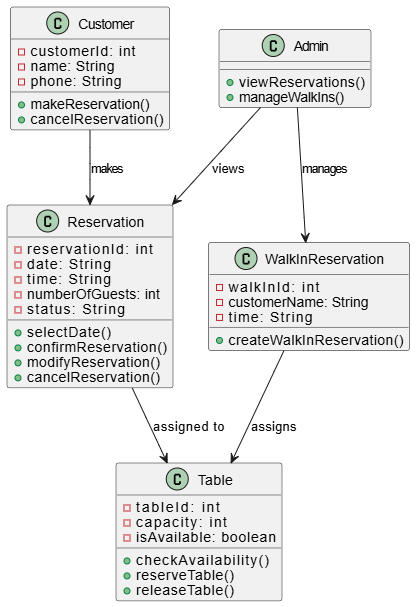 C Customer
customerId: int
name: String
phone: String
makeReservation()
cancelReservation()
C Admin
viewReservations()
manageWalkIns()
makes
views
manages
C Reservation
reservationId: int
date: String
time: String
numberOfGuests: int
status: String
selectDate()
confirmReservation()
modifyReservation()
cancelReservation()
C WalkInReservation
walkInId: int
customerName: String
time: String
createWalkInReservation()
assigned to
assigns
C Table
tableId: int
capacity: int
isAvailable: boolean
checkAvailability()
reserveTable()
releaseTable()